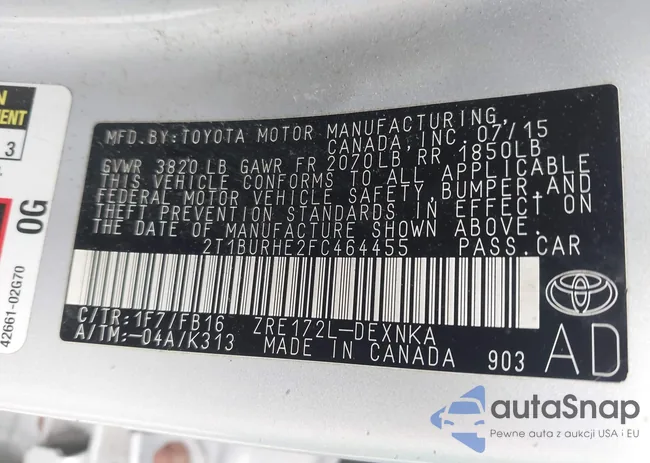 N
MENT
3
0G
42661-02G70
MFD.BY:TOYOTA MOTOR MANUFACTURING,
CANADA,INC. 07/15
GVWR 3820LB GAWR FR 2070LB,RR 1850LB
THIS VEHICLE CONFORMS TO ALL APPLICABLE
FEDERAL MOTOR VEHICLE SAFETY,BUMPER,AND
THEFT PREVENTION STANDARDS IN EFFECT ON
THE DATE OF MANUFACTURE SHOWN ABOVE.
2T1BURHE2FC464455 PASS.CAR
C/TR:1F7/FB16 ZRE172L-DEXNKA
A/TM:-04A/K313 MADE IN CANADA 903
AD
autaSnap
Pewne auta z aukcji USA i EU